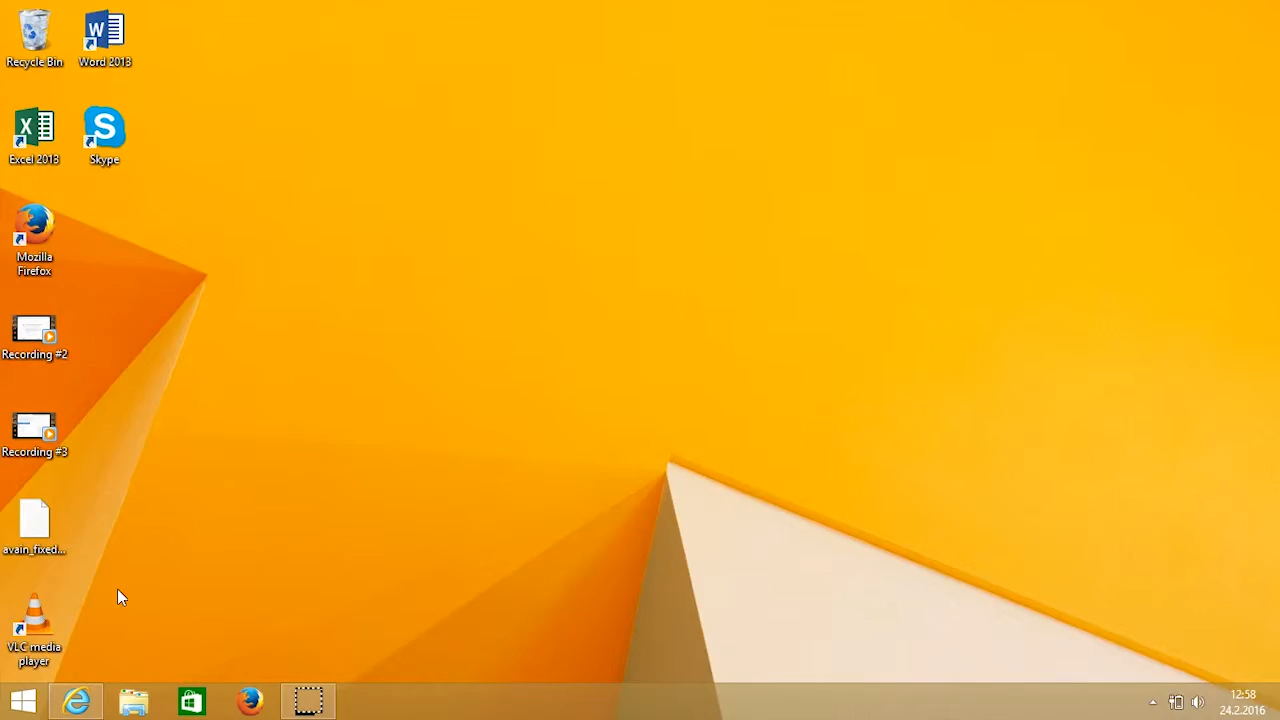 Recycle Bin
Word 2013
Excel 2013
Skype
Mozilla
Firefox
Recording #2
Recording #3
avain_fixed...
VLC media
player
12:58
24.2.2016